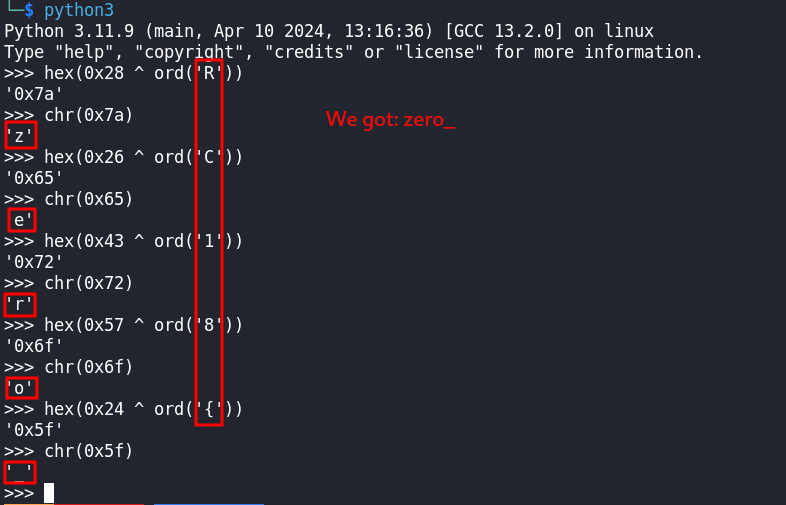 └─$ python3
Python 3.11.9 (main, Apr 10 2024, 13:16:36) [GCC 13.2.0] on linux
Type "help", "copyright", "credits" or "license" for more information.
>>> hex(0x28 ^ ord('R'))
'0x7a'
>>> chr(0x7a)
We got: zero_
'z'
>>> hex(0x26 ^ ord('C'))
'0x65'
>>> chr(0x65)
'e'
>>> hex(0x43 ^ ord('1'))
'0x72'
>>> chr(0x72)
'r'
>>> hex(0x57 ^ ord('8'))
'0x6f'
>>> chr(0x6f)
'o'
>>> hex(0x24 ^ ord('{'))
'0x5f'
>>> chr(0x5f)
'_'
>>>